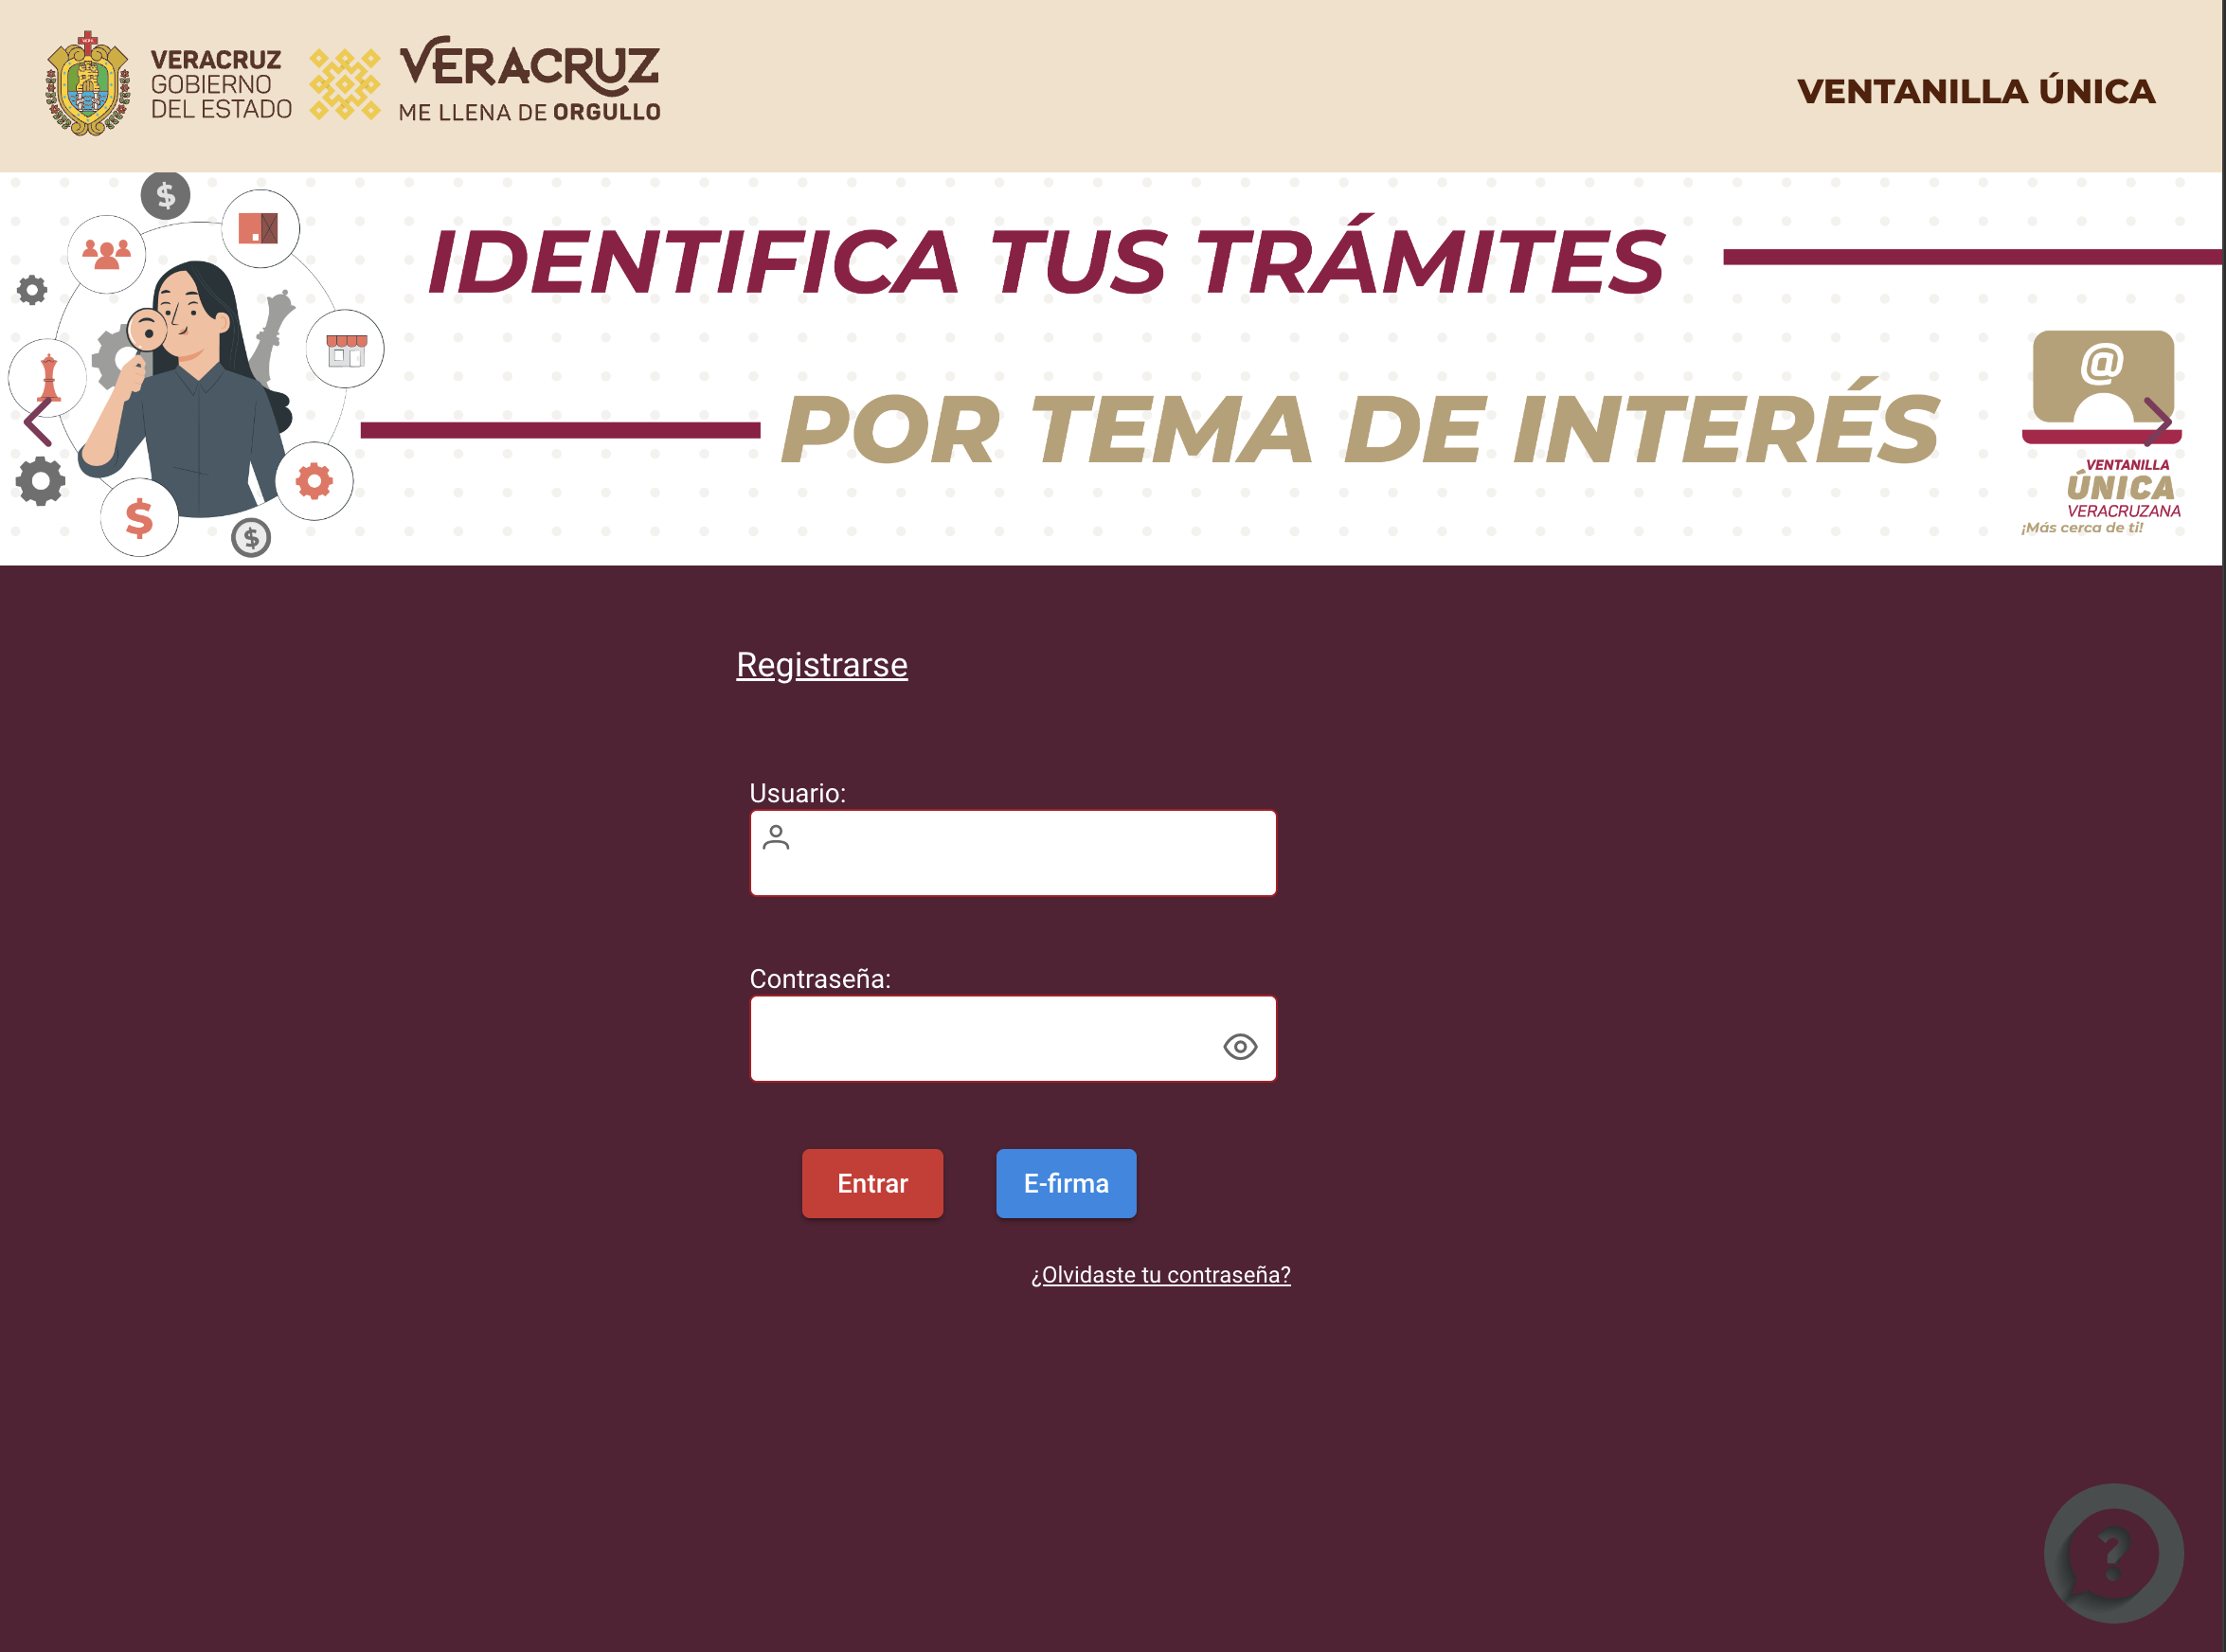 VERACRUZ
GOBIERNO
DEL ESTADO
VERACRUZ
ME LLENA DE ORGULLO
VENTANILLA ÚNICA
$
IDENTIFICA TUS TRÁMITES
POR TEMA DE INTERÉS
@
VENTANILLA
ÚNICA
VERACRUZANA
¡Más cerca de ti!
$
$
Registrarse
Usuario:
Contraseña:
Entrar
E-firma
¿Olvidaste tu contraseña?
?